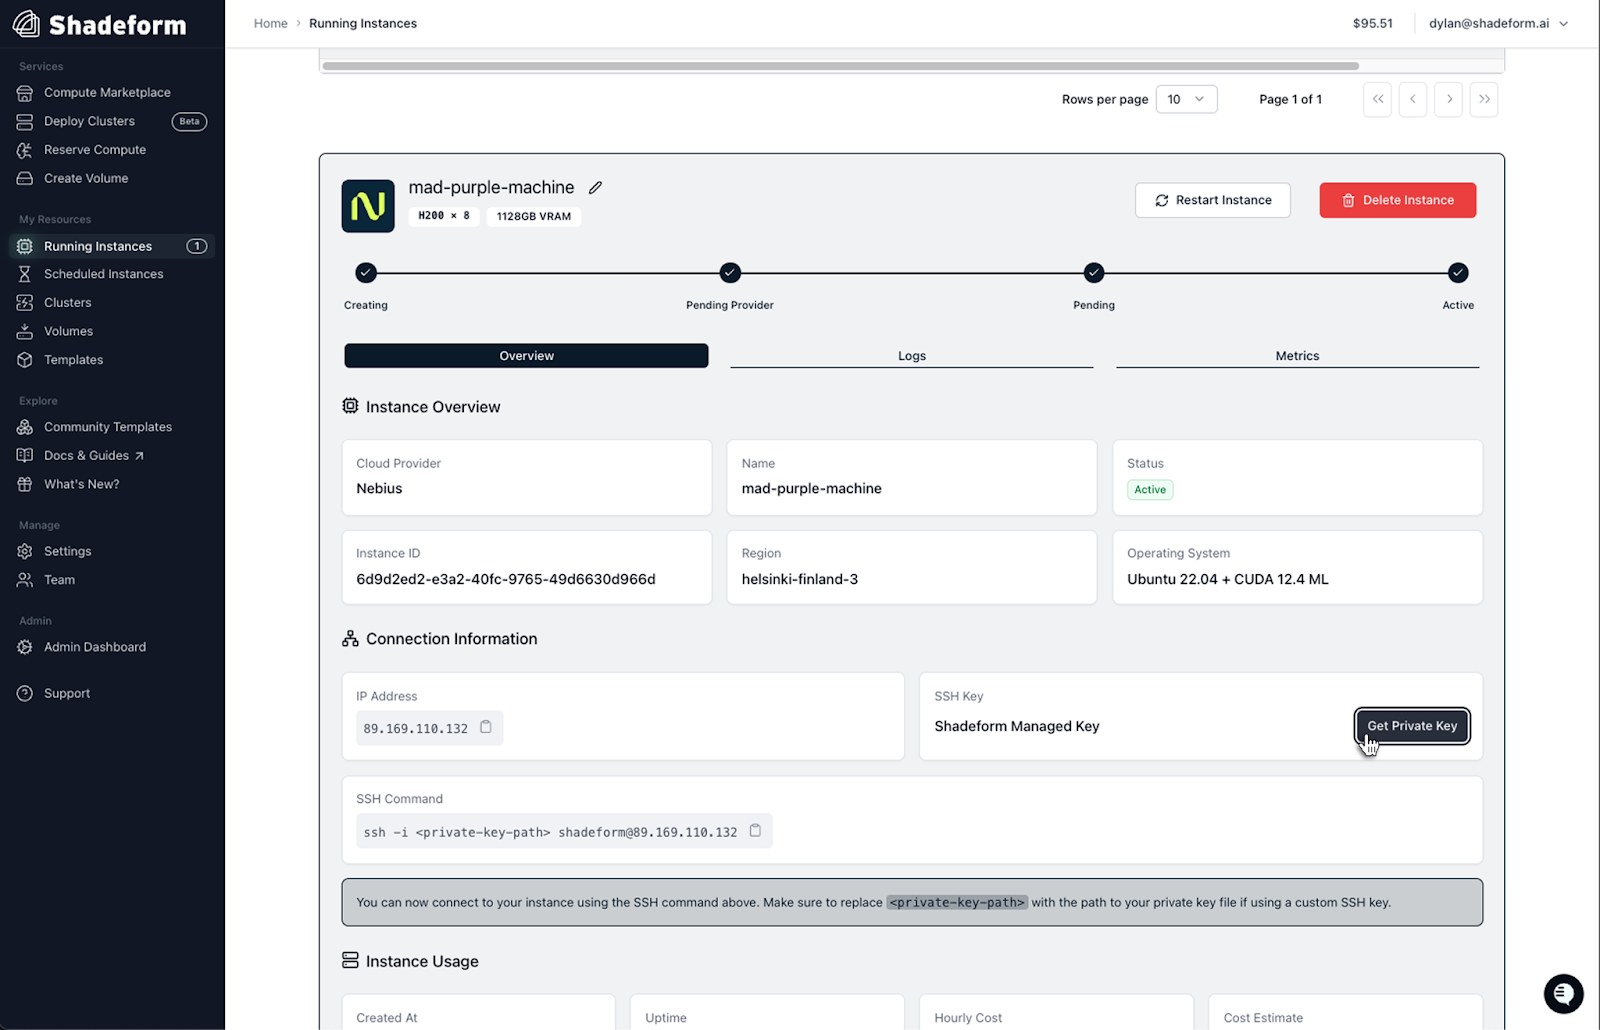 Shadeform
Home > Running Instances
$95.51
dylan@shadeform.ai
Services
Compute Marketplace
Deploy Clusters Beta
Reserve Compute
Create Volume
My Resources
Running Instances 1
Scheduled Instances
Clusters
Volumes
Templates
Explore
Community Templates
Docs & Guides ↗
What's New?
Manage
Settings
Team
Admin
Admin Dashboard
Support
Rows per page 10
Page 1 of 1
mad-purple-machine
H200 × 8 1128GB VRAM
Restart Instance
Delete Instance
Creating Pending Provider Pending Active
Overview Logs Metrics
Instance Overview
Cloud Provider
Nebius
Name
mad-purple-machine
Status
Active
Instance ID
6d9d2ed2-e3a2-40fc-9765-49d6630d966d
Region
helsinki-finland-3
Operating System
Ubuntu 22.04 + CUDA 12.4 ML
Connection Information
IP Address
89.169.110.132
SSH Key
Shadeform Managed Key
Get Private Key
SSH Command
ssh -i <private-key-path> shadeform@89.169.110.132
You can now connect to your instance using the SSH command above. Make sure to replace <private-key-path> with the path to your private key file if using a custom SSH key.
Instance Usage
Created At
Uptime
Hourly Cost
Cost Estimate